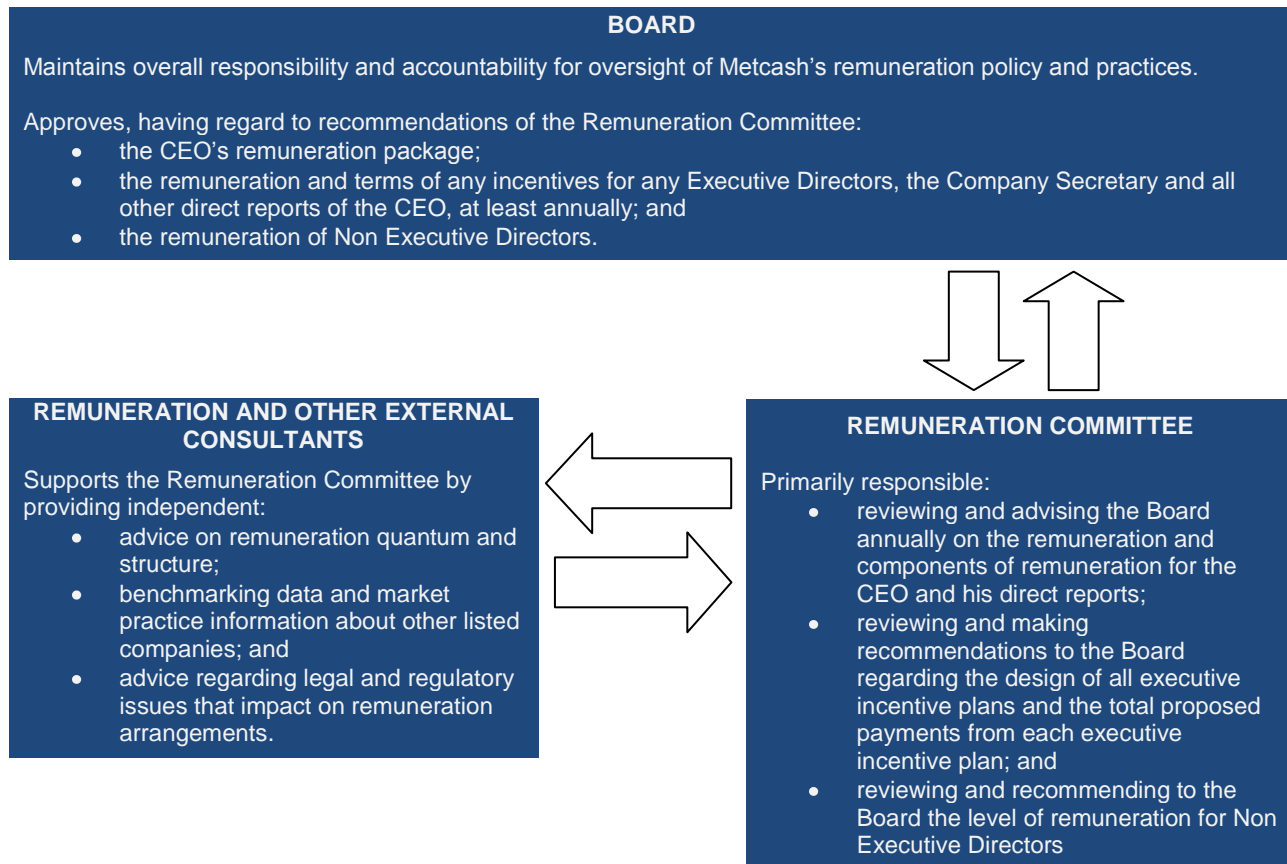 BOARD
Maintains overall responsibility and accountability for oversight of Metcash’s remuneration policy and practices.
Approves, having regard to recommendations of the Remuneration Committee:
• the CEO’s remuneration package;
• the remuneration and terms of any incentives for any Executive Directors, the Company Secretary and all
other direct reports of the CEO, at least annually; and
• the remuneration of Non Executive Directors.
REMUNERATION AND OTHER EXTERNAL
CONSULTANTS
Supports the Remuneration Committee by
providing independent:
• advice on remuneration quantum and
structure;
• benchmarking data and market
practice information about other listed
companies; and
• advice regarding legal and regulatory
issues that impact on remuneration
arrangements.
REMUNERATION COMMITTEE
Primarily responsible:
• reviewing and advising the Board
annually on the remuneration and
components of remuneration for the
CEO and his direct reports;
• reviewing and making
recommendations to the Board
regarding the design of all executive
incentive plans and the total proposed
payments from each executive
incentive plan; and
• reviewing and recommending to the
Board the level of remuneration for Non
Executive Directors